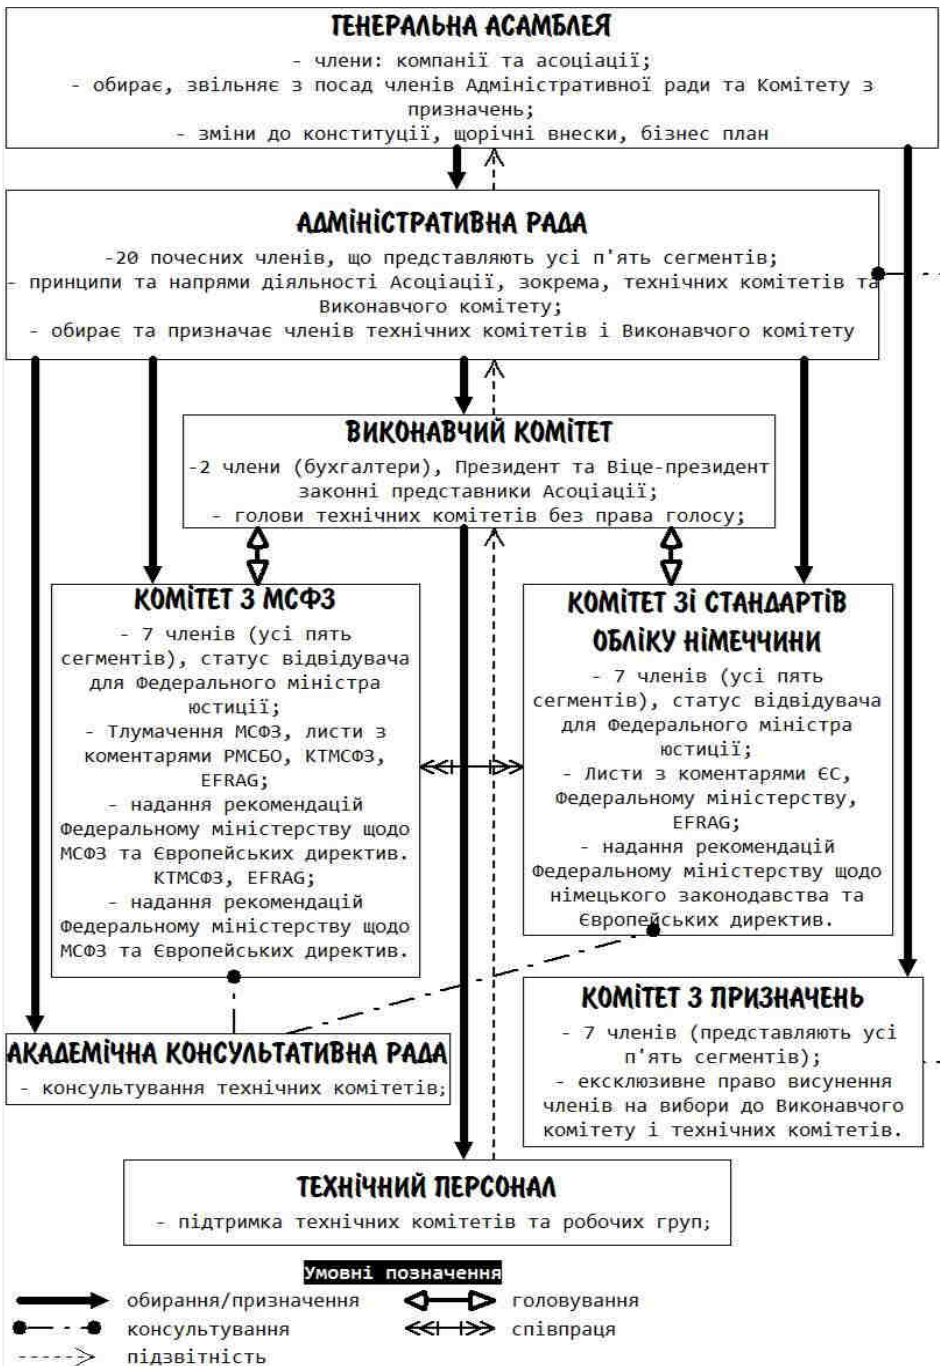 ГЕНЕРАЛЬНА АСАМБЛЕЯ
- члени: компанії та асоціації;
- обирає, звільняє з посад членів Адміністративної ради та Комітету з
призначень;
- зміни до конституції, щорічні внески, бізнес план
АДМІНІСТРАТИВНА РАДА
-20 почесних членів, що представляють усі п'ять сегментів;
- принципи та напрями діяльності Асоціації, зокрема, технічних комітетів та
Виконавчого комітету;
- обирає та призначає членів технічних комітетів і Виконавчого комітету
ВИКОНАВЧИЙ КОМІТЕТ
-2 члени (бухгалтери), Президент та Віце-президент
законні представники Асоціації;
- голови технічних комітетів без права голосу;
КОМІТЕТ З МСФЗ
- 7 членів (усі пять
сегментів), статус відвідувача
для Федерального міністра
юстиції;
- Тлумачення МСФЗ, листи з
коментарями РМСБО, КТМСФЗ,
EFRAG;
- надання рекомендацій
Федеральному міністерству щодо
МСФЗ та Європейських директив.
КТМСФЗ, EFRAG;
- надання рекомендацій
Федеральному міністерству щодо
МСФЗ та Європейських директив.
КОМІТЕТ ЗІ СТАНДАРТІВ
ОБЛІКУ НІМЕЧЧИНИ
- 7 членів (усі пять
сегментів), статус відвідувача
для Федерального міністра
юстиції;
- Листи з коментарями ЄС,
Федеральному міністерству,
EFRAG;
- надання рекомендацій
Федеральному міністерству щодо
німецького законодавства та
Європейських директив.
АКАДЕМІЧНА КОНСУЛЬТАТИВНА РАДА
- консультування технічних комітетів;
КОМІТЕТ З ПРИЗНАЧЕНЬ
- 7 членів (представляють усі
п'ять сегментів);
- ексклюзивне право висунення
членів на вибори до Виконавчого
комітету і технічних комітетів.
ТЕХНІЧНИЙ ПЕРСОНАЛ
- підтримка технічних комітетів та робочих груп;
Умовні позначення
обирання/призначення
головування
консультування
співпраця
підзвітність